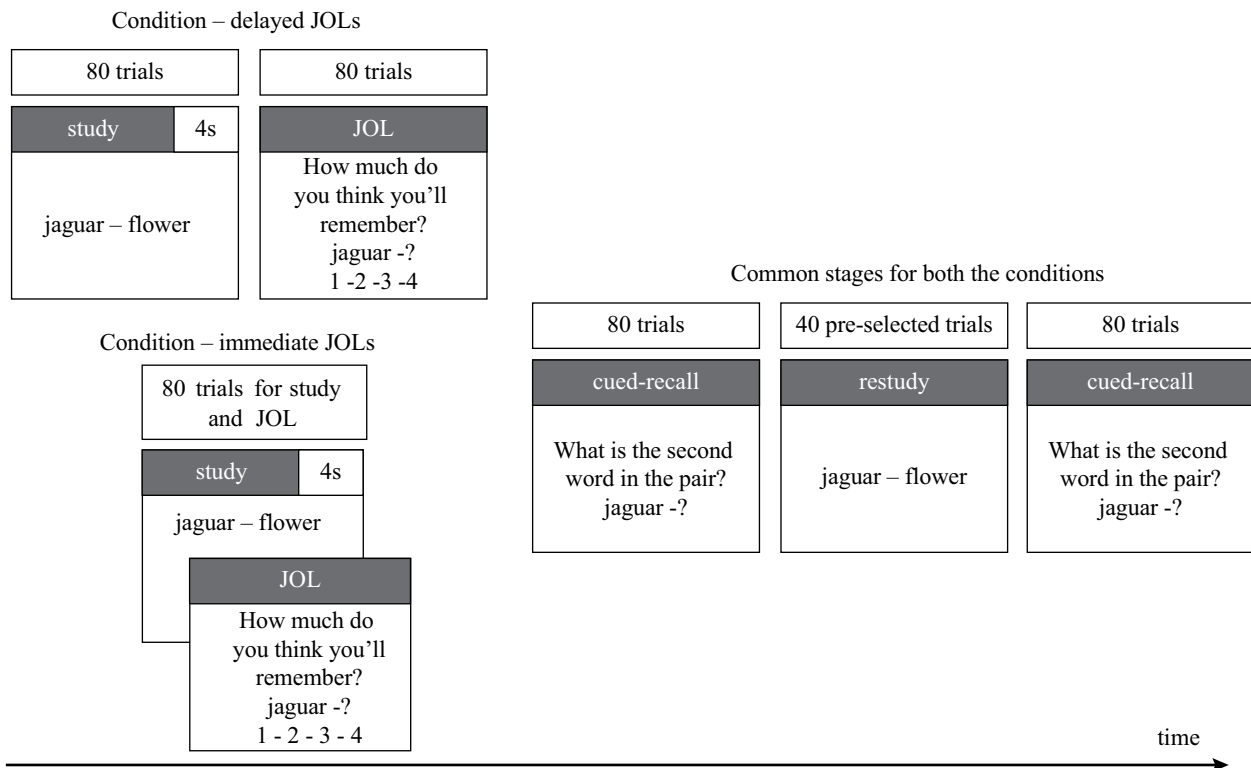 Condition – delayed JOLs
80 trials
study
4s
jaguar – flower
80 trials
JOL
How much do
you think you’ll
remember?
jaguar -?
1 -2 -3 -4
Condition – immediate JOLs
80 trials for study
and JOL
study
4s
jaguar – flower
JOL
How much do
you think you’ll
remember?
jaguar -?
1 - 2 - 3 - 4
Common stages for both the conditions
80 trials
cued-recall
What is the second
word in the pair?
jaguar -?
40 pre-selected trials
restudy
jaguar – flower
80 trials
cued-recall
What is the second
word in the pair?
jaguar -?
time